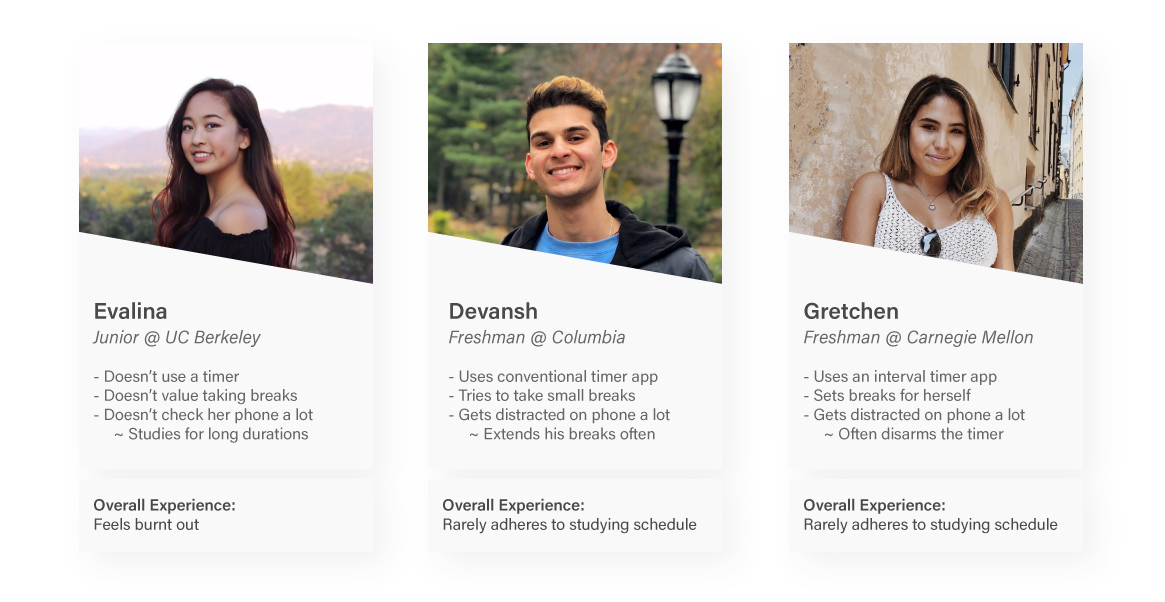 Evalina
Junior @ UC Berkeley
- Doesn’t use a timer
- Doesn’t value taking breaks
- Doesn’t check her phone a lot
~ Studies for long durations
Overall Experience:
Feels burnt out
Devansh
Freshman @ Columbia
- Uses conventional timer app
- Tries to take small breaks
- Gets distracted on phone a lot
~ Extends his breaks often
Overall Experience:
Rarely adheres to studying schedule
Gretchen
Freshman @ Carnegie Mellon
- Uses an interval timer app
- Sets breaks for herself
- Gets distracted on phone a lot
~ Often disarms the timer
Overall Experience:
Rarely adheres to studying schedule